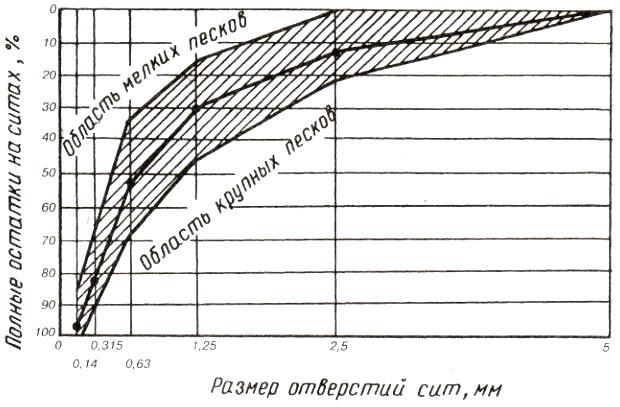 Полные остатки на ситах, %
0
10
20
30
40
50
60
70
80
90
100
Область мелких песков
Область крупных песков
0 0,315 1,25 2,5 5
0,14 0,63
Размер отверстий сит, мм